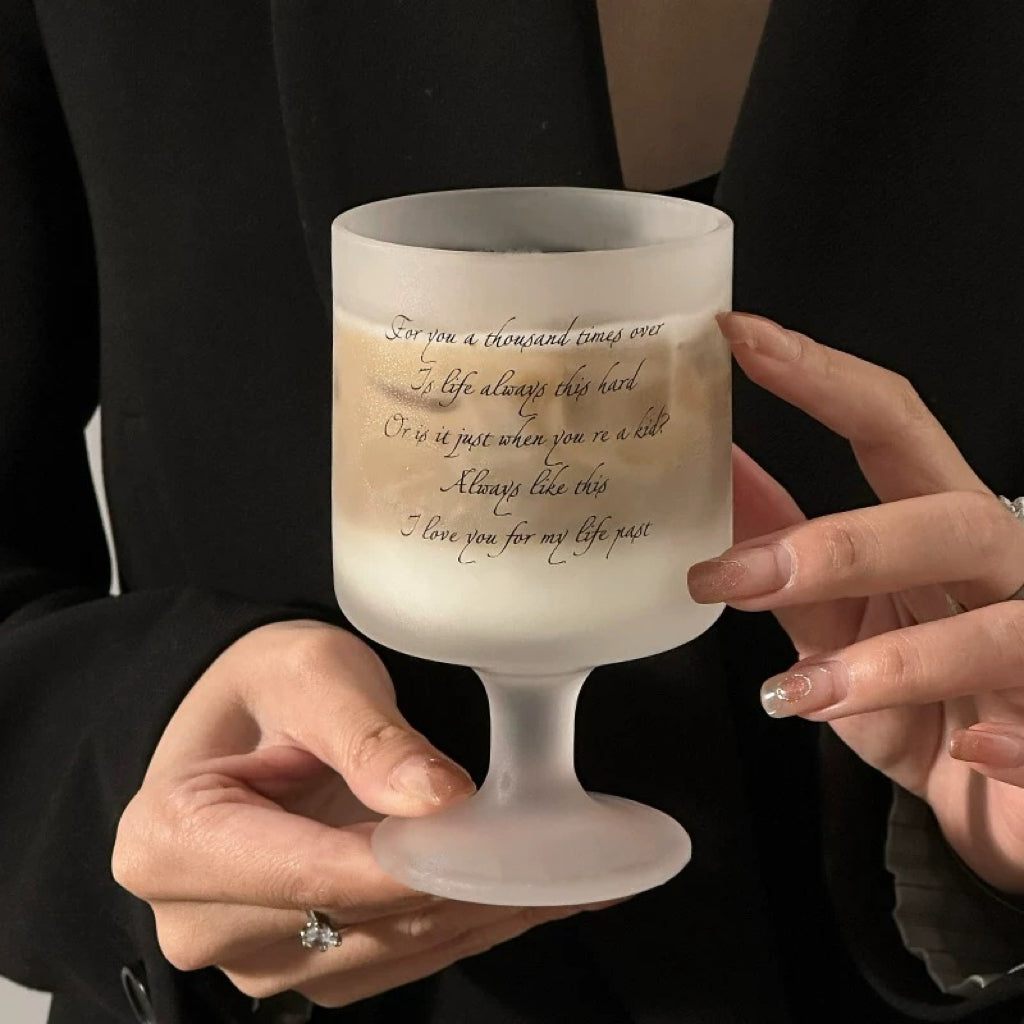 For you a thousand times over
Is life always this hard
Or is it just when you re a kid?
Always like this
I love you for my life past